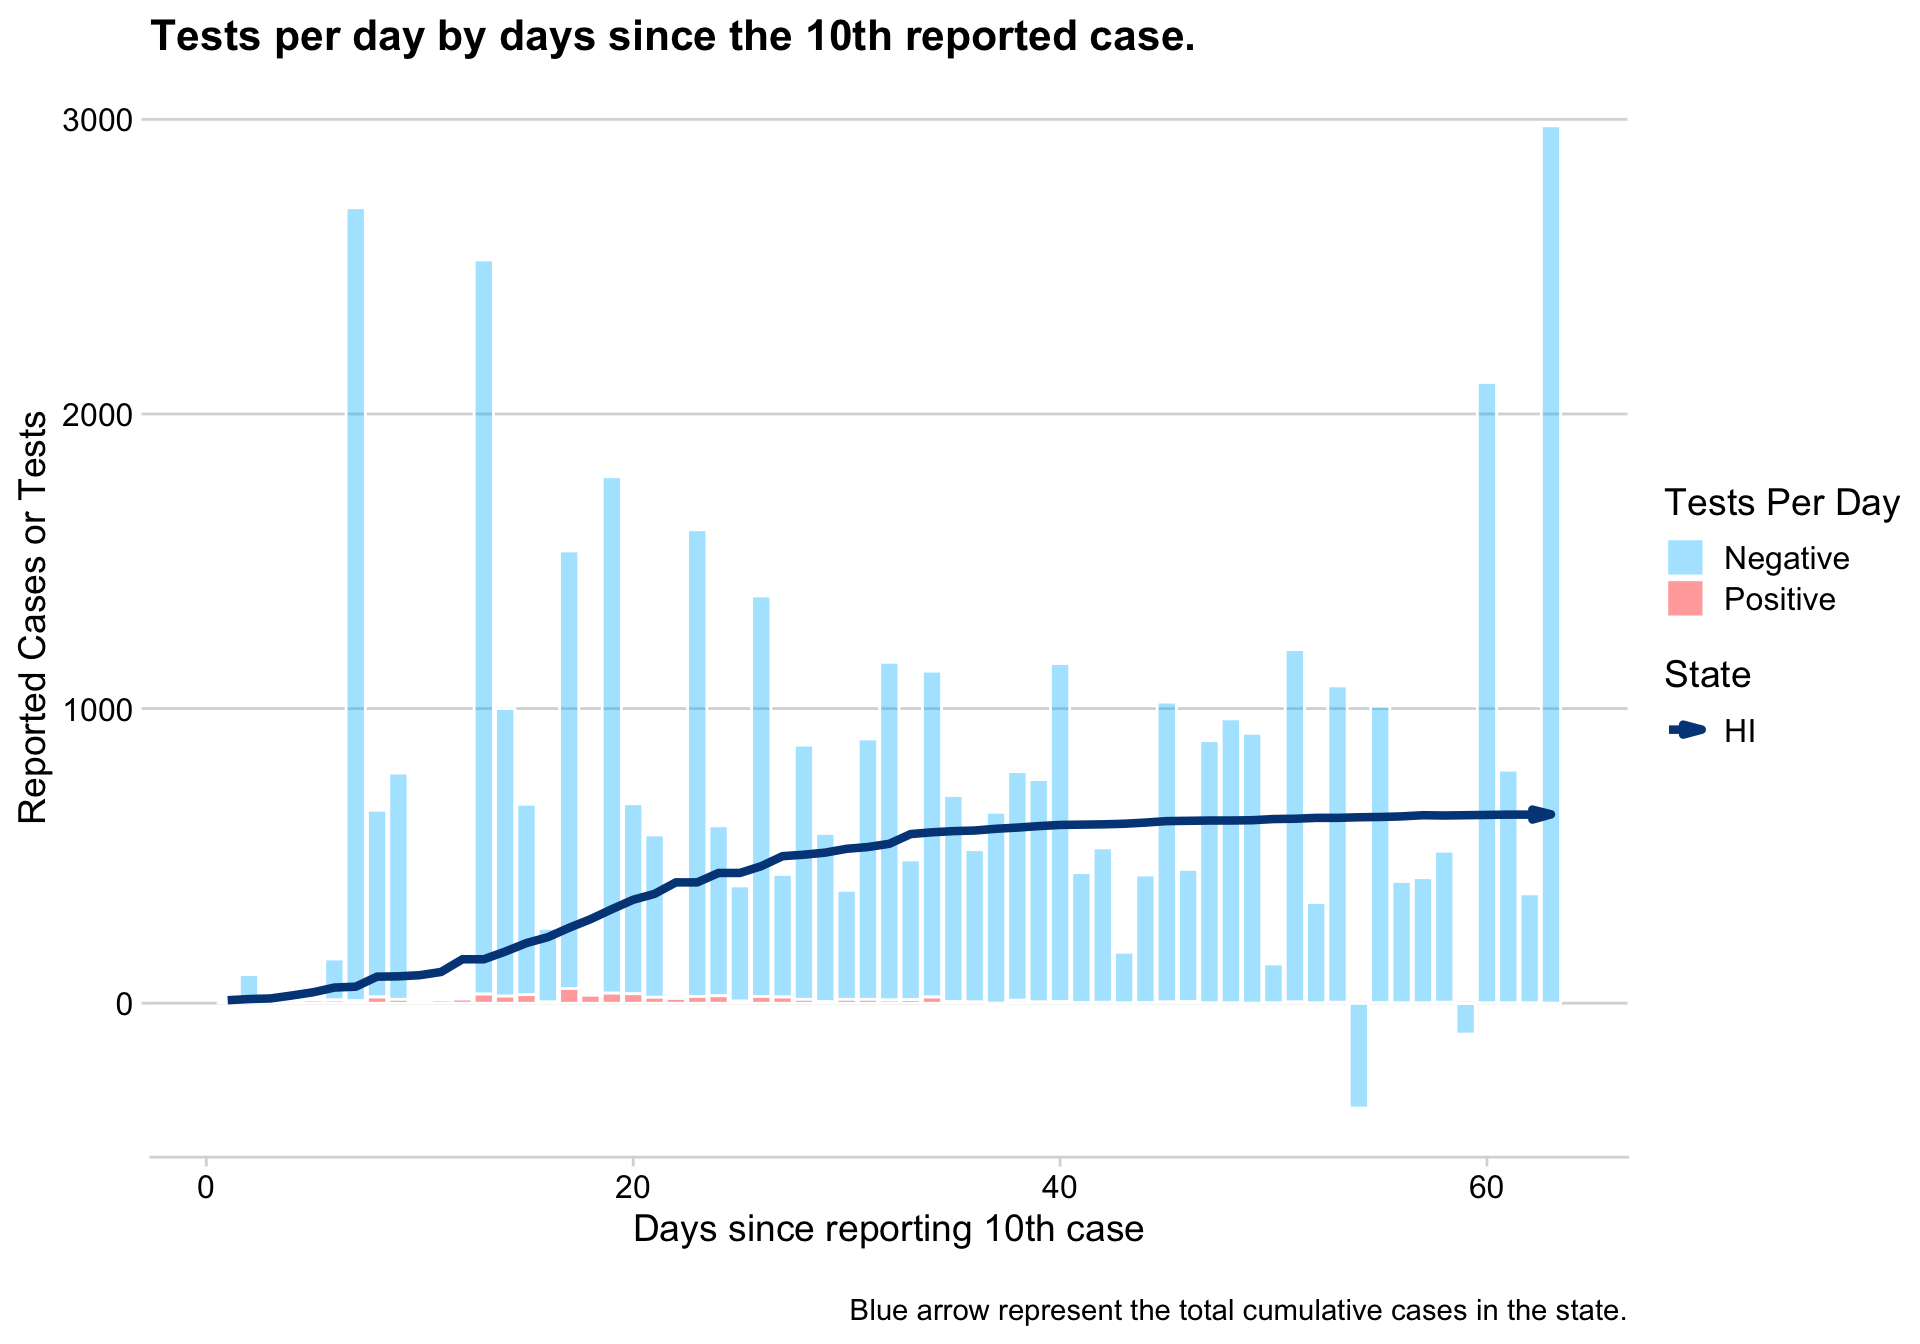 Tests per day by days since the 10th reported case.
3000
2000
1000
0
Reported Cases or Tests
0 20 40 60
Days since reporting 10th case
Tests Per Day
Negative
Positive
State
HI
Blue arrow represent the total cumulative cases in the state.